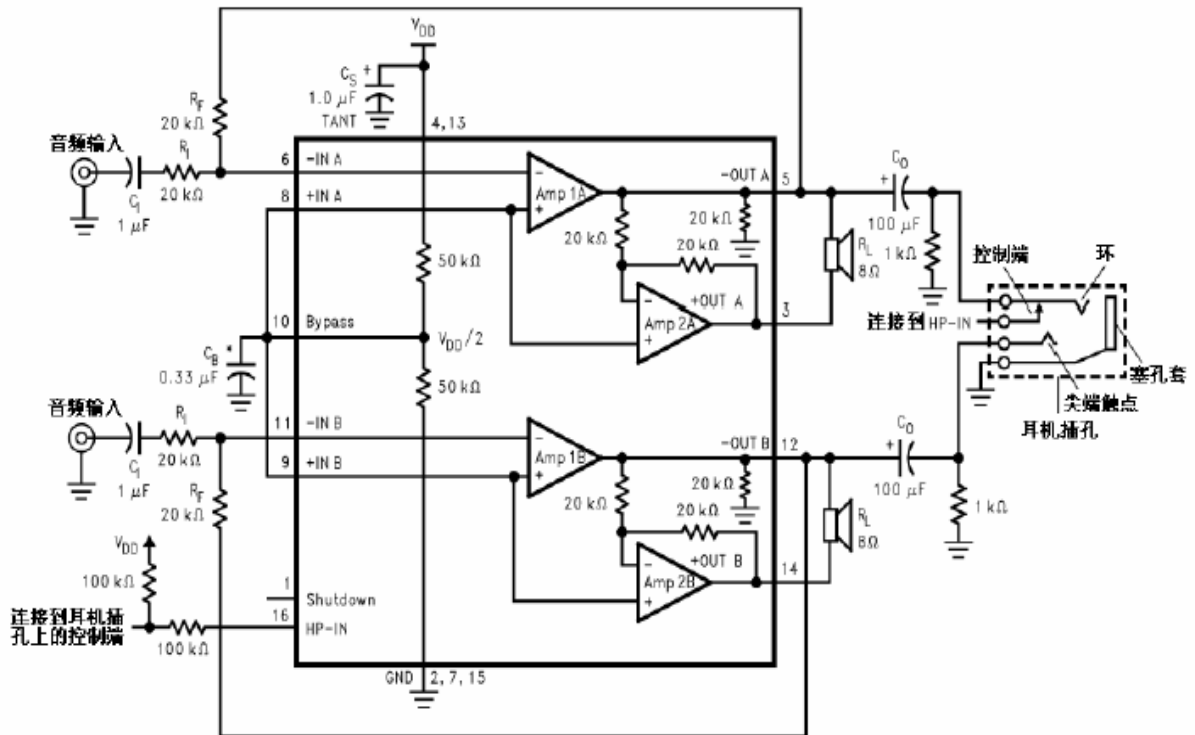 V_DD
C_S +
1.0 μF
TANT
4,13
R_F
20 kΩ
音频输入
R_I
20 kΩ
C_I
1 μF
6 -IN A
8 +IN A
Amp 1A
-OUT A 5
20 kΩ
20 kΩ
20 kΩ
+OUT A
3
Amp 2A
R_L
8Ω
C_O
+
100 μF
1 kΩ
控制端
环
连接到HP-IN
塞孔套
尖端触点
耳机插孔
50 kΩ
10 Bypass
V_DD/2
C_B
0.33 μF
50 kΩ
音频输入
R_I
20 kΩ
C_I
1 μF
R_F
20 kΩ
11 -IN B
9 +IN B
Amp 1B
-OUT B 12
20 kΩ
20 kΩ
20 kΩ
+OUT B
14
Amp 2B
R_L
8Ω
C_O
+
100 μF
1 kΩ
V_DD
100 kΩ
1
Shutdown
16
HP-IN
连接到耳机插
孔上的控制端
100 kΩ
GND 2, 7, 15